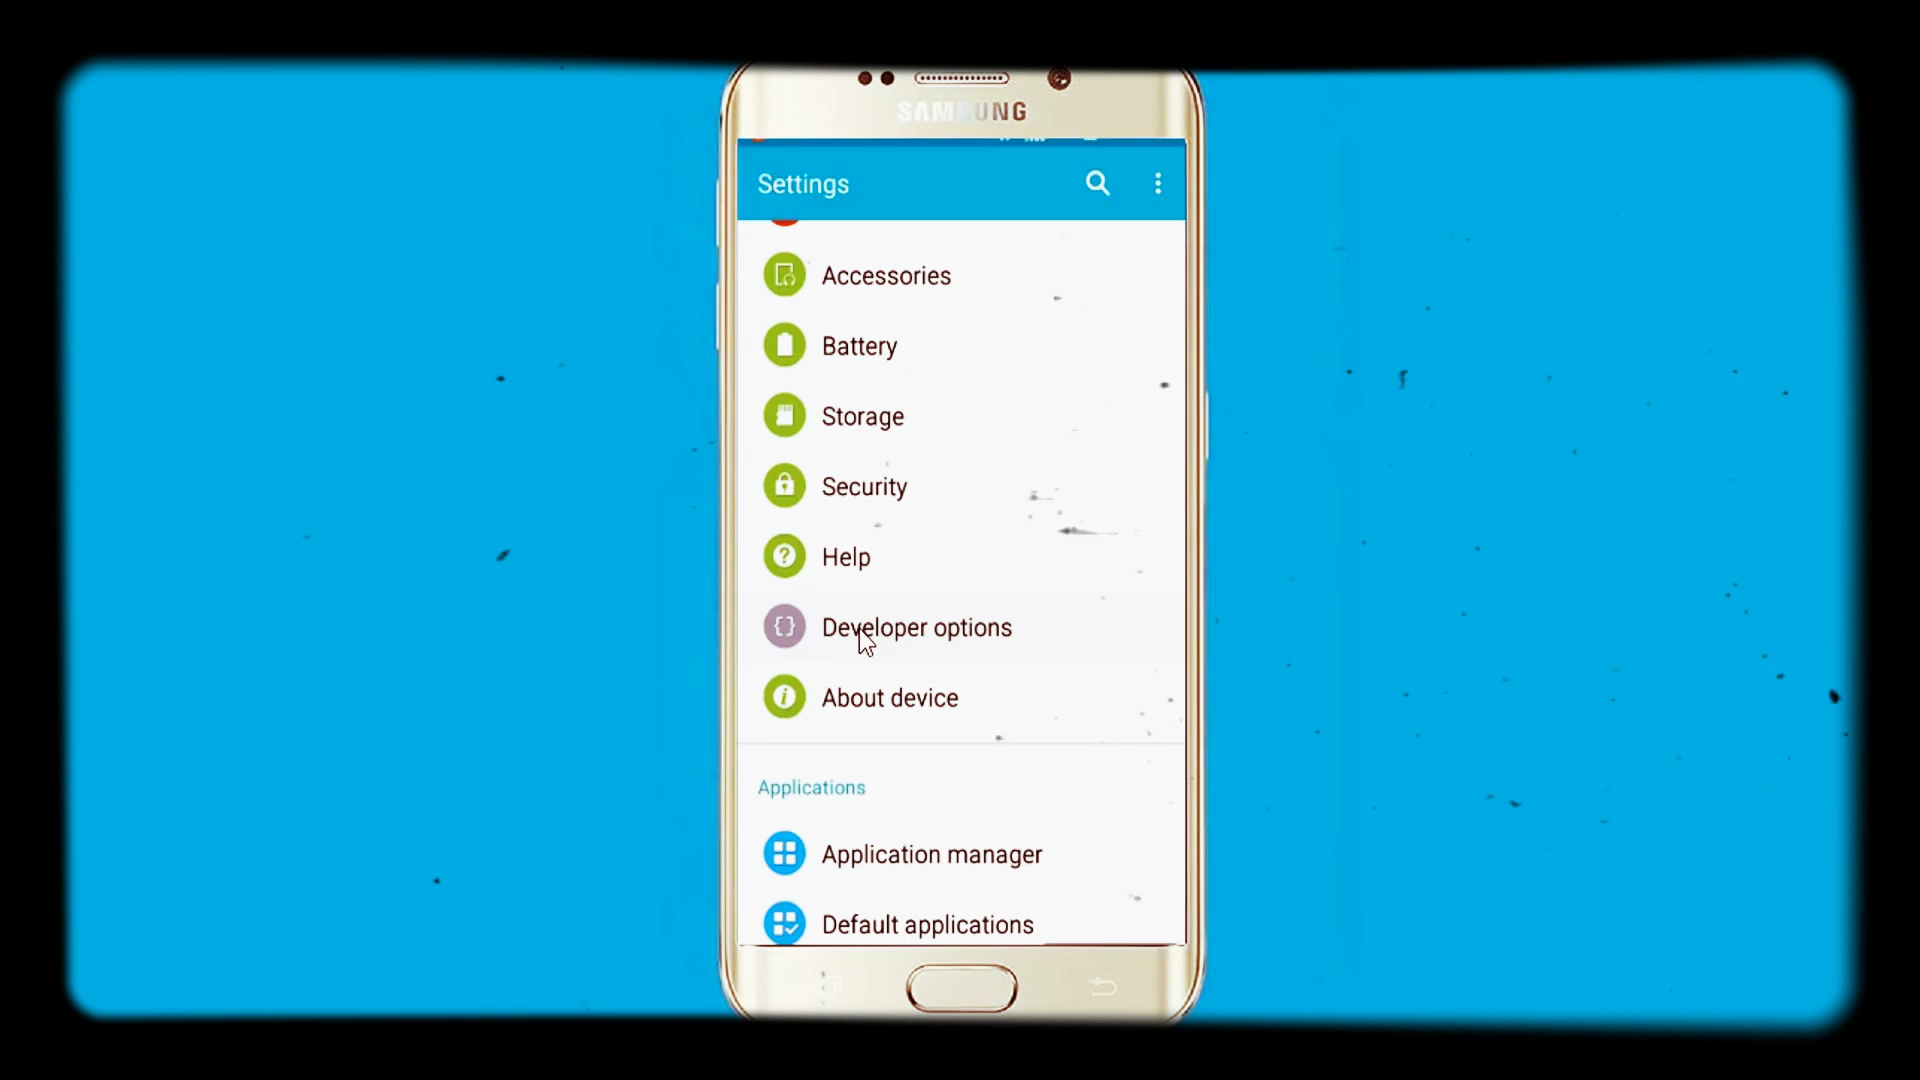 SAMSUNG
Settings
Accessories
Battery
Storage
Security
Help
Developer options
About device
Applications
Application manager
Default applications